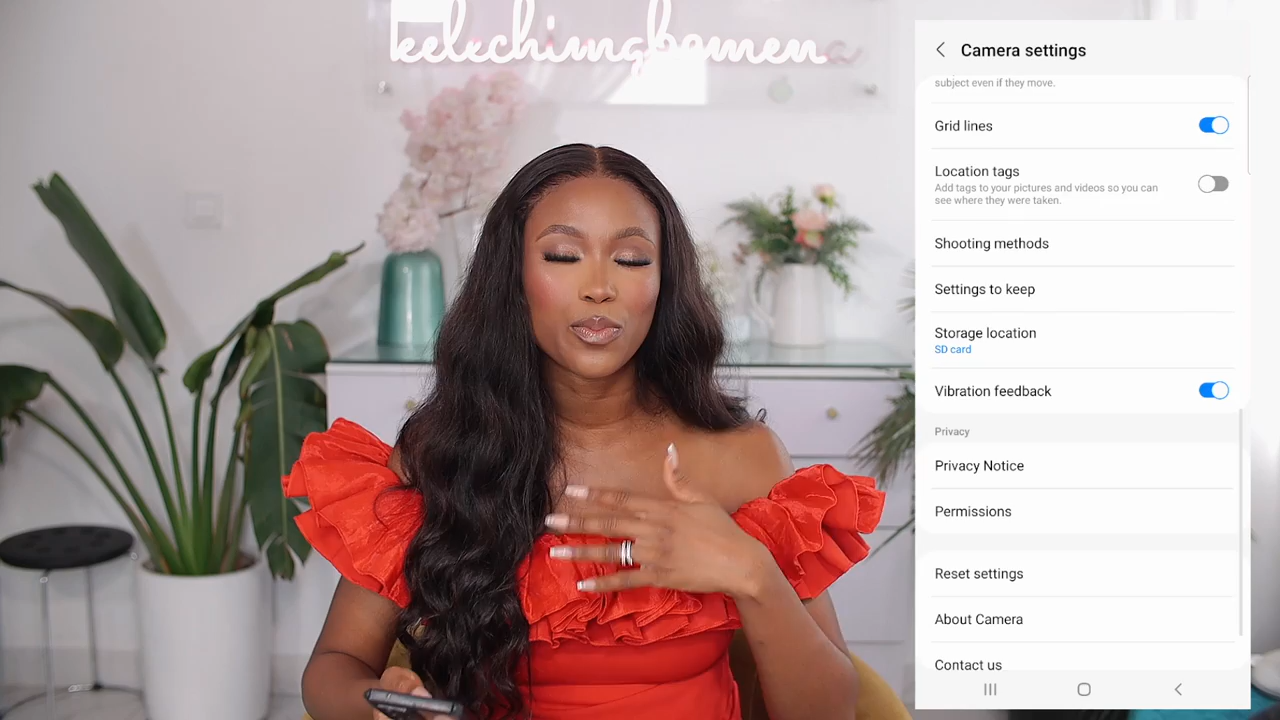 Camera settings
subject even if they move.
Grid lines
Location tags
Add tags to your pictures and videos so you can
see where they were taken.
Shooting methods
Settings to keep
Storage location
SD card
Vibration feedback
Privacy
Privacy Notice
Permissions
Reset settings
About Camera
Contact us